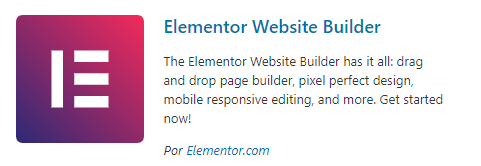 Elementor Website Builder
The Elementor Website Builder has it all: drag
and drop page builder, pixel perfect design,
mobile responsive editing, and more. Get started
now!
Por Elementor.com